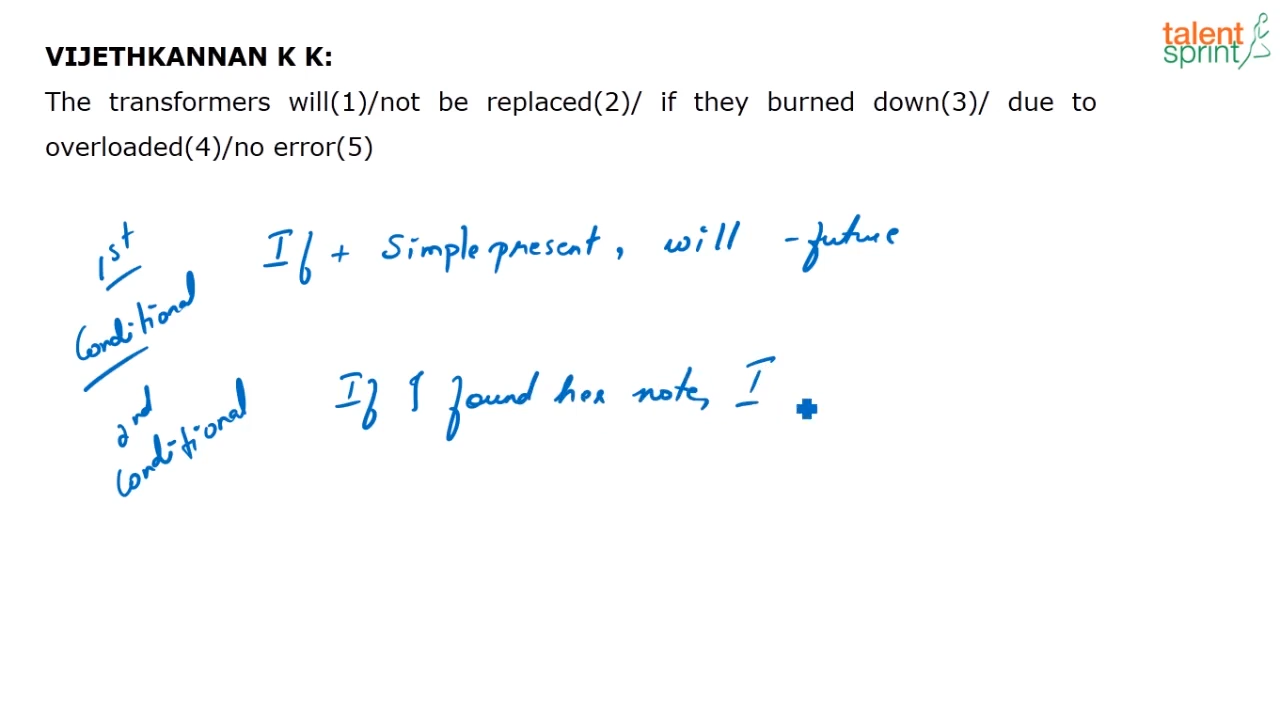 talent
sprint
VIJETHKANNAN K K:
The transformers will(1)/not be replaced(2)/ if they burned down(3)/ due to
overloaded(4)/no error(5)
1st
Conditional
If + Simple present, will - future
2nd
Conditional
If I found her note, I